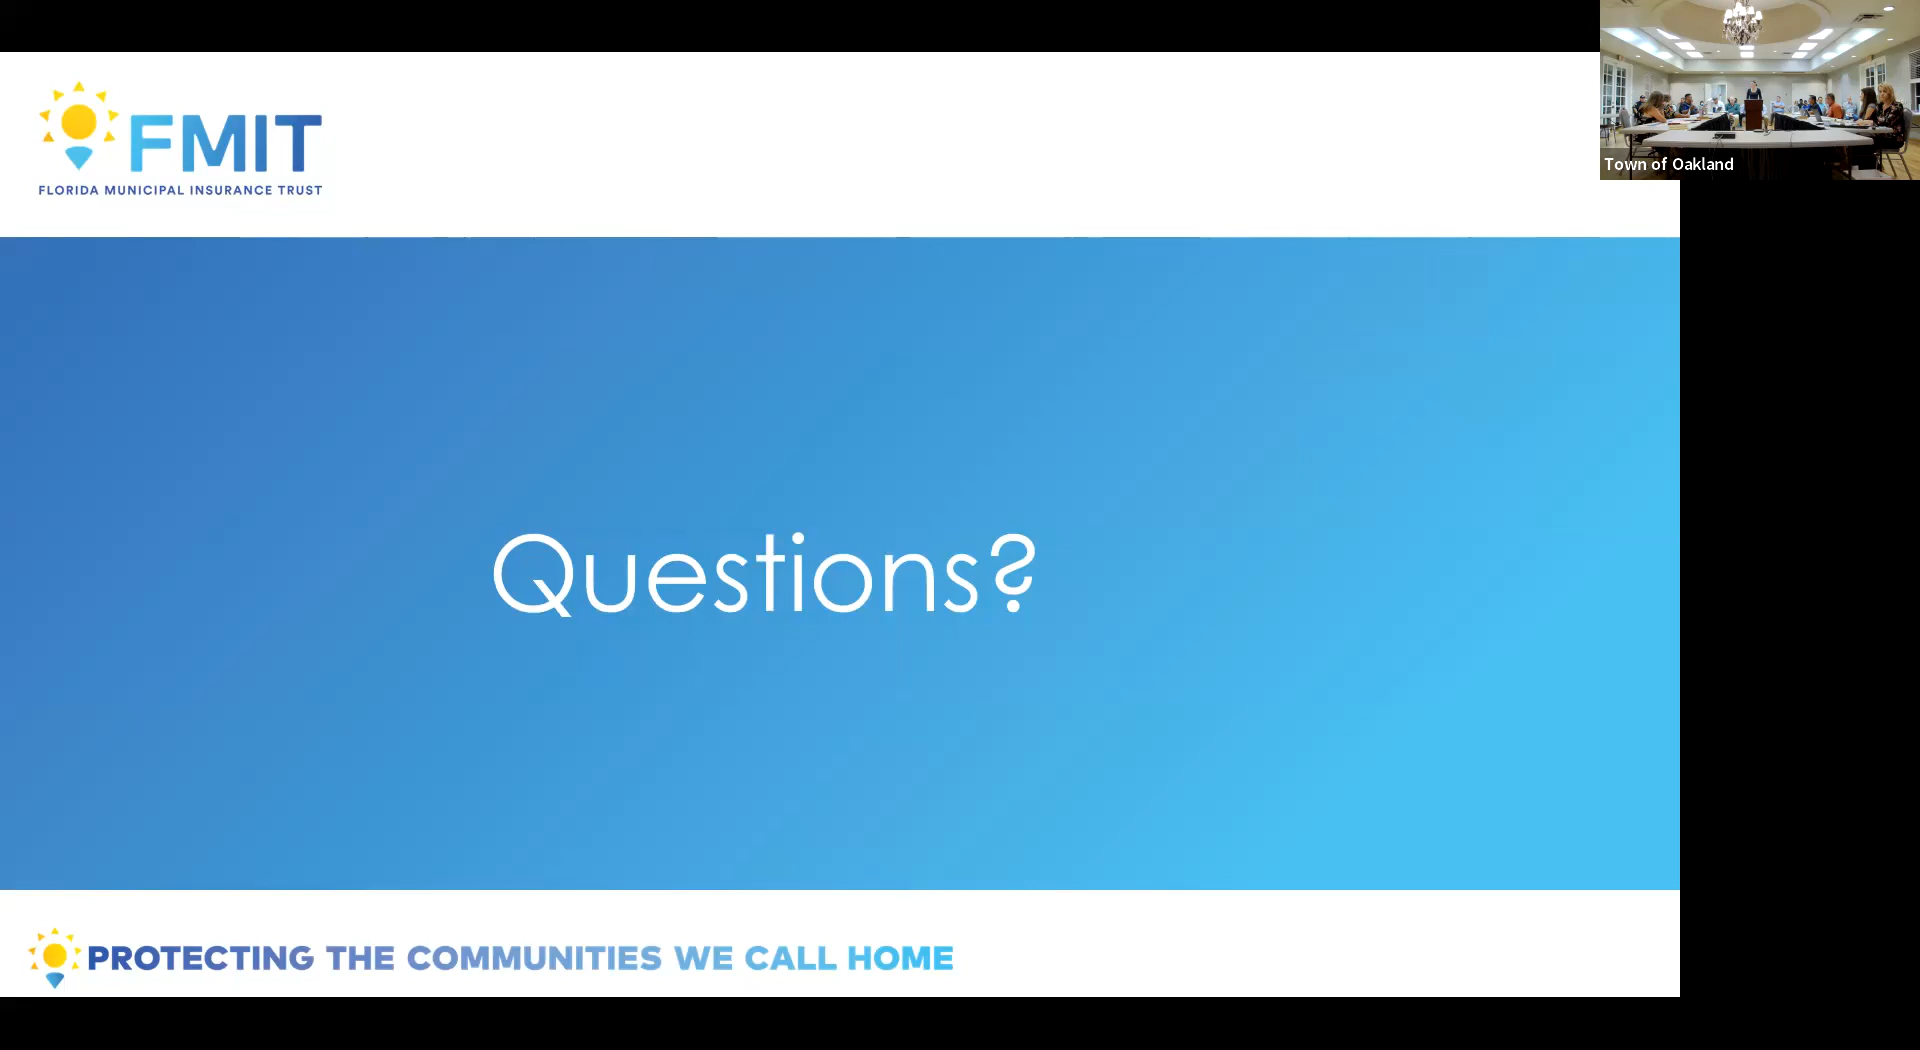 FMIT
FLORIDA MUNICIPAL INSURANCE TRUST
Town of Oakland
Questions?
PROTECTING THE COMMUNITIES WE CALL HOME